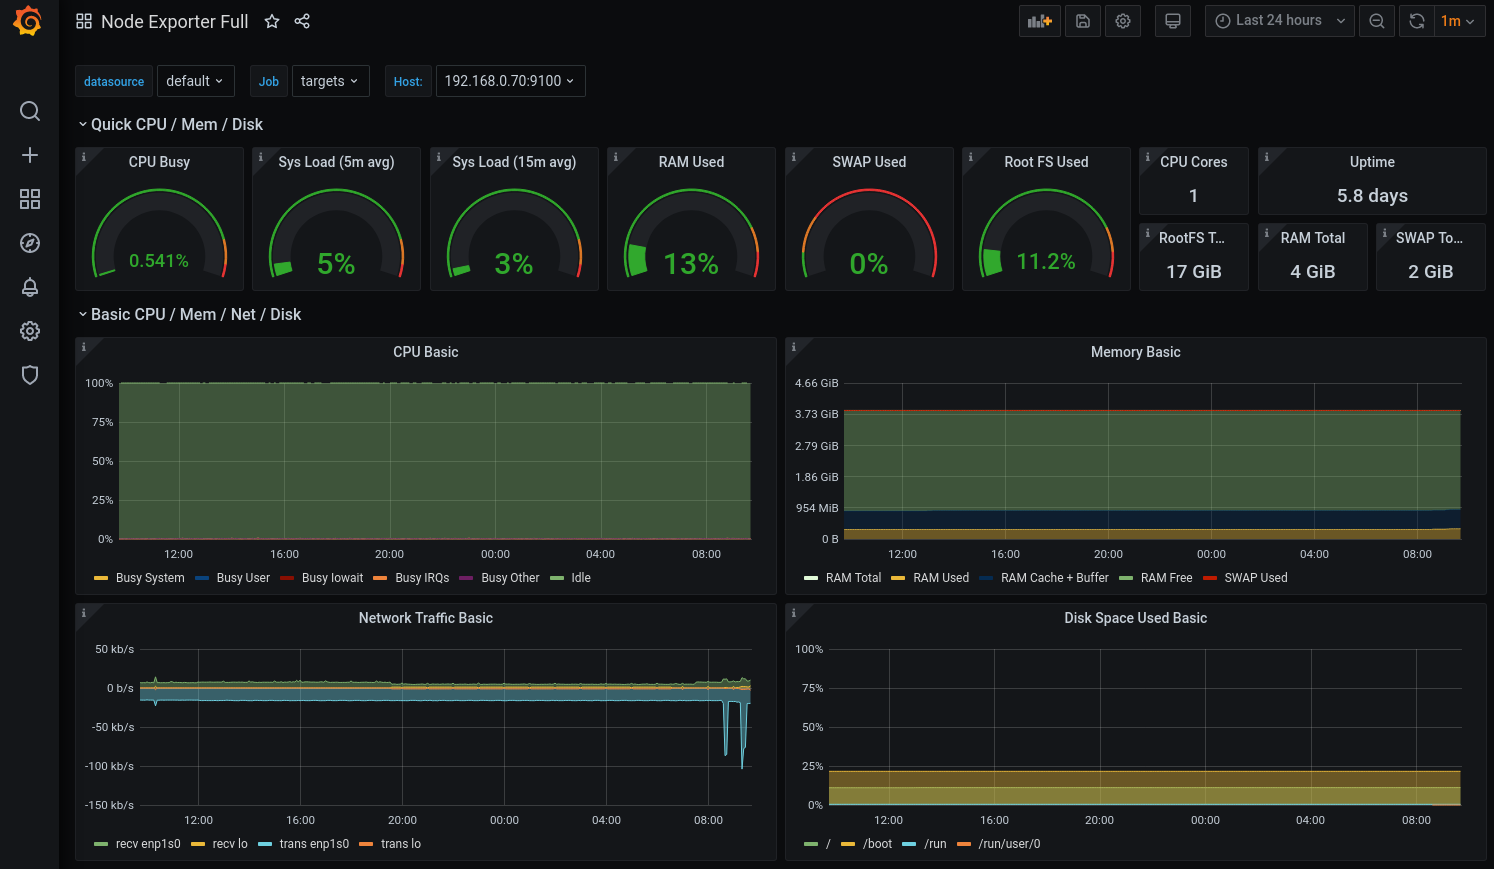 Node Exporter Full
Last 24 hours
1m
datasource default Job targets Host: 192.168.0.70:9100
Quick CPU / Mem / Disk
CPU Busy
0.541%
Sys Load (5m avg)
5%
Sys Load (15m avg)
3%
RAM Used
13%
SWAP Used
0%
Root FS Used
11.2%
CPU Cores
1
Uptime
5.8 days
RootFS T...
17 GiB
RAM Total
4 GiB
SWAP To...
2 GiB
Basic CPU / Mem / Net / Disk
CPU Basic
100%
75%
50%
25%
0%
12:00 16:00 20:00 00:00 04:00 08:00
Busy System Busy User Busy Iowait Busy IRQs Busy Other Idle
Memory Basic
4.66 GiB
3.73 GiB
2.79 GiB
1.86 GiB
954 MiB
0 B
12:00 16:00 20:00 00:00 04:00 08:00
RAM Total RAM Used RAM Cache + Buffer RAM Free SWAP Used
Network Traffic Basic
50 kb/s
0 b/s
-50 kb/s
-100 kb/s
-150 kb/s
12:00 16:00 20:00 00:00 04:00 08:00
recv enp1s0 recv lo trans enp1s0 trans lo
Disk Space Used Basic
100%
75%
50%
25%
0%
12:00 16:00 20:00 00:00 04:00 08:00
/ /boot /run /run/user/0